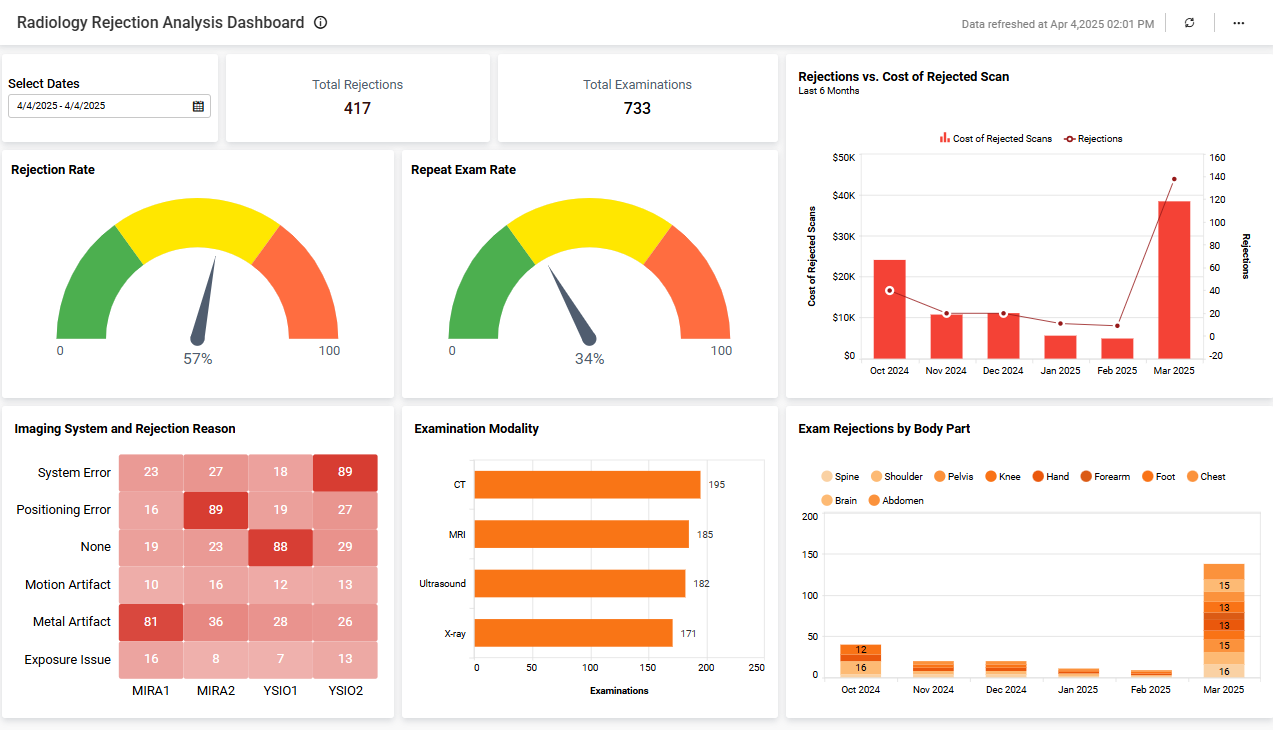 Radiology Rejection Analysis Dashboard
Data refreshed at Apr 4,2025 02:01 PM
Select Dates
4/4/2025 - 4/4/2025
Total Rejections
417
Total Examinations
733
Rejections vs. Cost of Rejected Scan
Last 6 Months
Cost of Rejected Scans Rejections
Cost of Rejected Scans
$50K
$40K
$30K
$20K
$10K
$0
160
140
120
100
80
60
40
20
0
-20
Rejections
Oct 2024 Nov 2024 Dec 2024 Jan 2025 Feb 2025 Mar 2025
Rejection Rate
0 100
57%
Repeat Exam Rate
0 100
34%
Imaging System and Rejection Reason
System Error 23 27 18 89
Positioning Error 16 89 19 27
None 19 23 88 29
Motion Artifact 10 16 12 13
Metal Artifact 81 36 28 26
Exposure Issue 16 8 7 13
MIRA1 MIRA2 YSIO1 YSIO2
Examination Modality
CT 195
MRI 185
Ultrasound 182
X-ray 171
0 50 100 150 200 250
Examinations
Exam Rejections by Body Part
Spine Shoulder Pelvis Knee Hand Forearm Foot Chest
Brain Abdomen
200
150
100
50
0
12
16
15
13
13
15
16
Oct 2024 Nov 2024 Dec 2024 Jan 2025 Feb 2025 Mar 2025